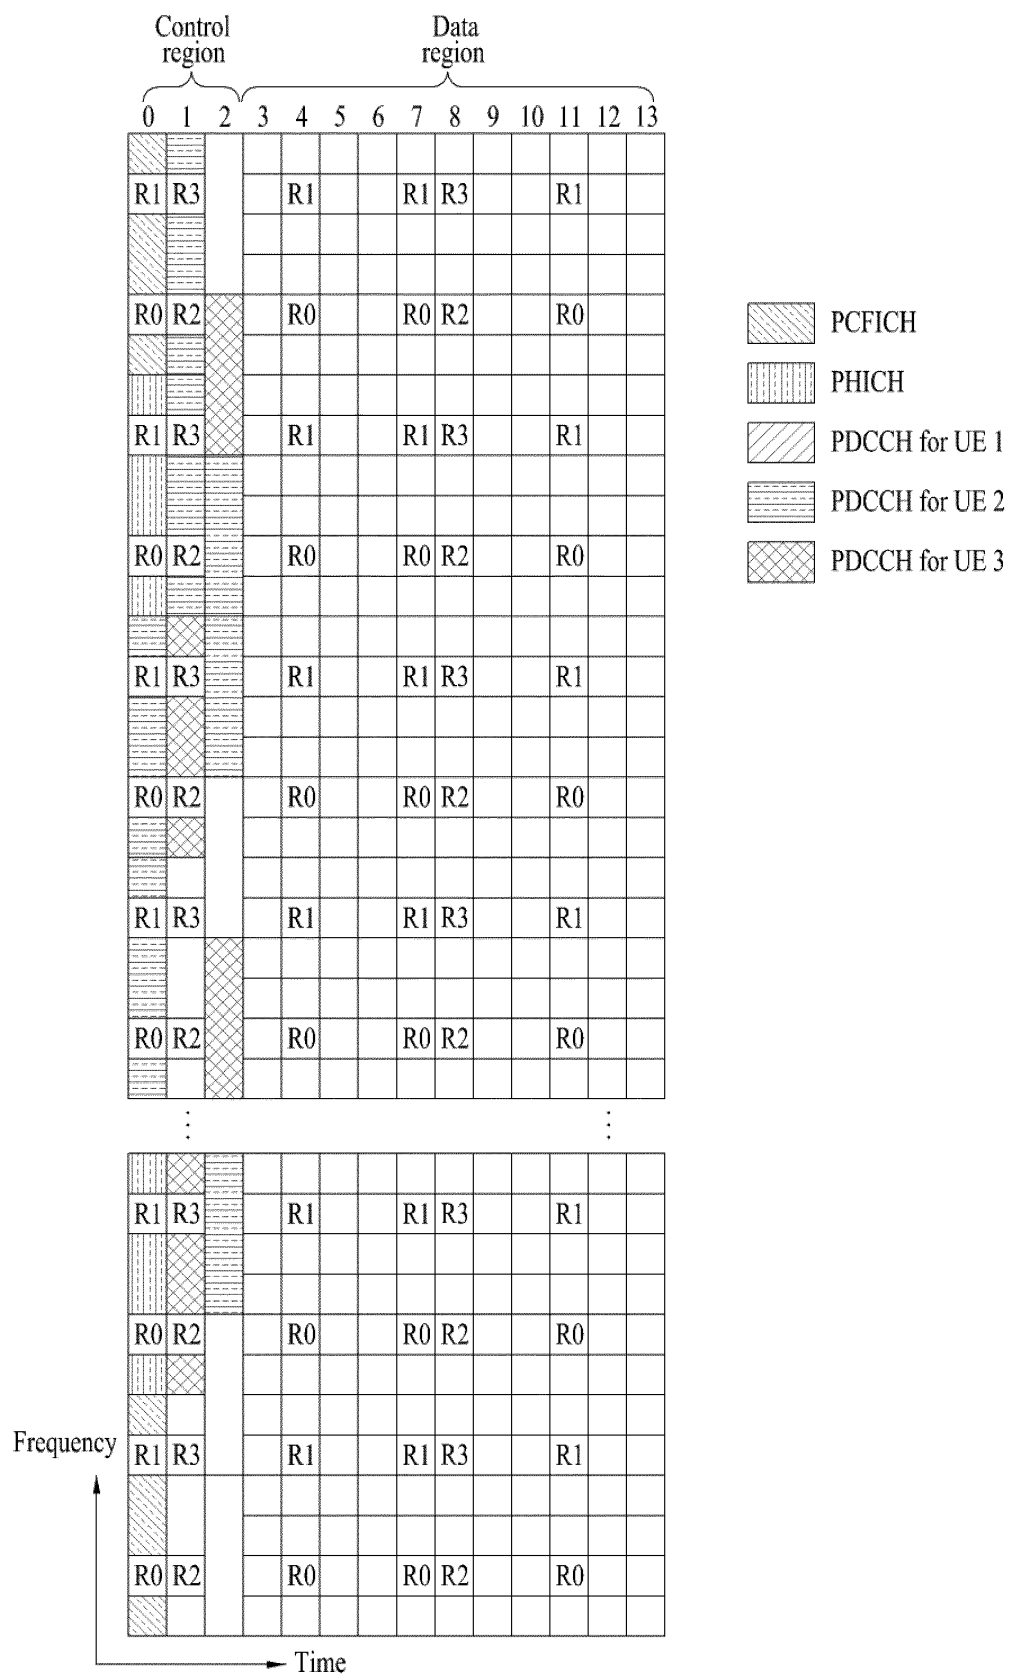 Control region
Data region
0 1 2 3 4 5 6 7 8 9 10 11 12 13
R1 R3 R1 R1 R3 R1
R0 R2 R0 R0 R2 R0
R1 R3 R1 R1 R3 R1
R0 R2 R0 R0 R2 R0
R1 R3 R1 R1 R3 R1
R0 R2 R0 R0 R2 R0
R1 R3 R1 R1 R3 R1
R0 R2 R0 R0 R2 R0
R1 R3 R1 R1 R3 R1
R0 R2 R0 R0 R2 R0
R1 R3 R1 R1 R3 R1
R0 R2 R0 R0 R2 R0
PCFICH
PHICH
PDCCH for UE 1
PDCCH for UE 2
PDCCH for UE 3
Frequency
Time